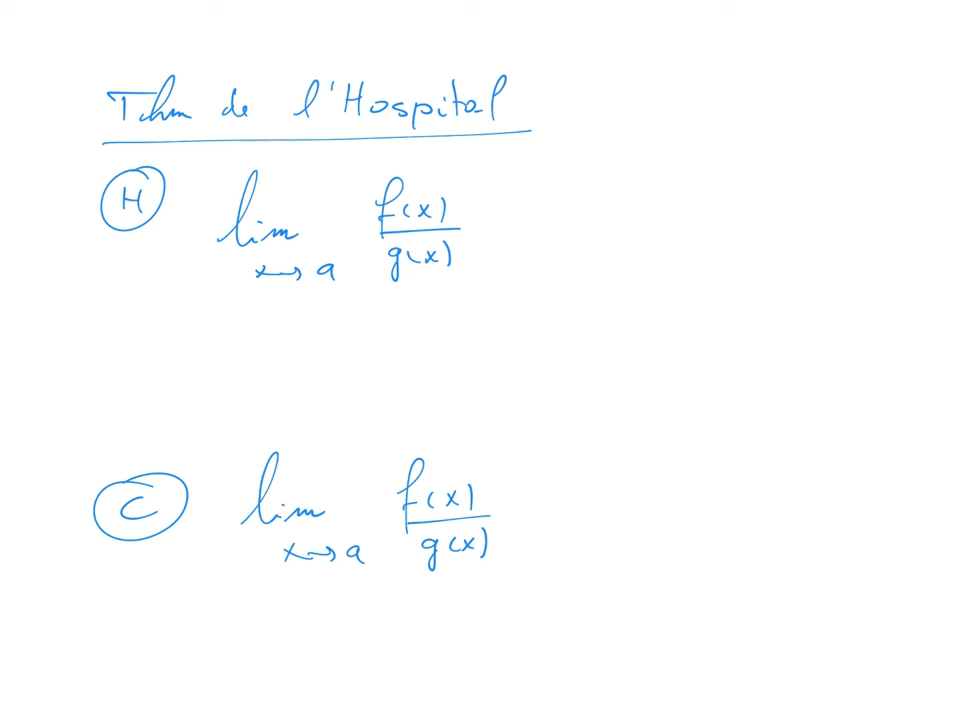 Thm de l'Hospital
H lim f(x)/g(x)
x→a
C lim f(x)/g(x)
x→a